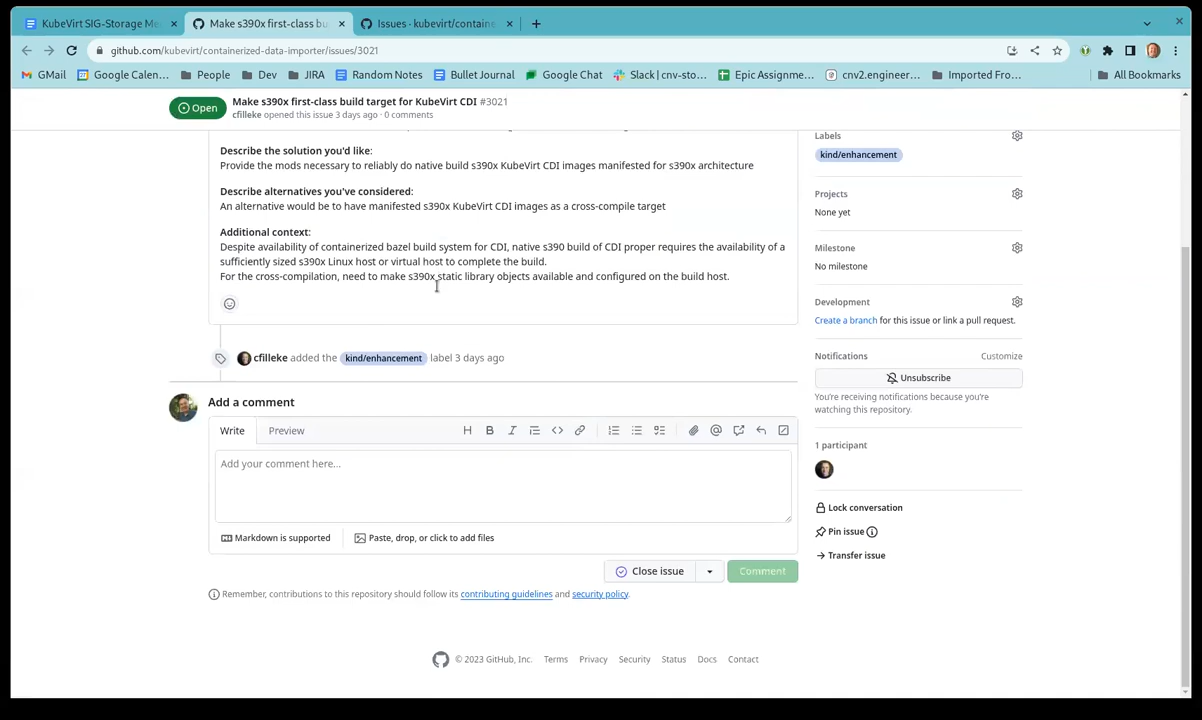 KubeVirt SIG-Storage Me
Make s390x first-class bu
Issues · kubevirt/containe
github.com/kubevirt/containerized-data-importer/issues/3021
GMail
Google Calen...
People
Dev
JIRA
Random Notes
Bullet Journal
Google Chat
Slack | cnv-sto...
Epic Assignme...
cnv2.engineer...
Imported Fro...
All Bookmarks
Open
Make s390x first-class build target for KubeVirt CDI #3021
cfilleke opened this issue 3 days ago · 0 comments
Describe the solution you'd like:
Provide the mods necessary to reliably do native build s390x KubeVirt CDI images manifested for s390x architecture
Describe alternatives you've considered:
An alternative would be to have manifested s390x KubeVirt CDI images as a cross-compile target
Additional context:
Despite availability of containerized bazel build system for CDI, native s390 build of CDI proper requires the availability of a
sufficiently sized s390x Linux host or virtual host to complete the build.
For the cross-compilation, need to make s390x static library objects available and configured on the build host.
cfilleke added the kind/enhancement label 3 days ago
Add a comment
Write
Preview
Add your comment here...
Markdown is supported
Paste, drop, or click to add files
Close issue
Comment
Remember, contributions to this repository should follow its contributing guidelines and security policy.
Labels
kind/enhancement
Projects
None yet
Milestone
No milestone
Development
Create a branch for this issue or link a pull request.
Notifications
Customize
Unsubscribe
You're receiving notifications because you're
watching this repository.
1 participant
Lock conversation
Pin issue
Transfer issue
© 2023 GitHub, Inc.
Terms
Privacy
Security
Status
Docs
Contact